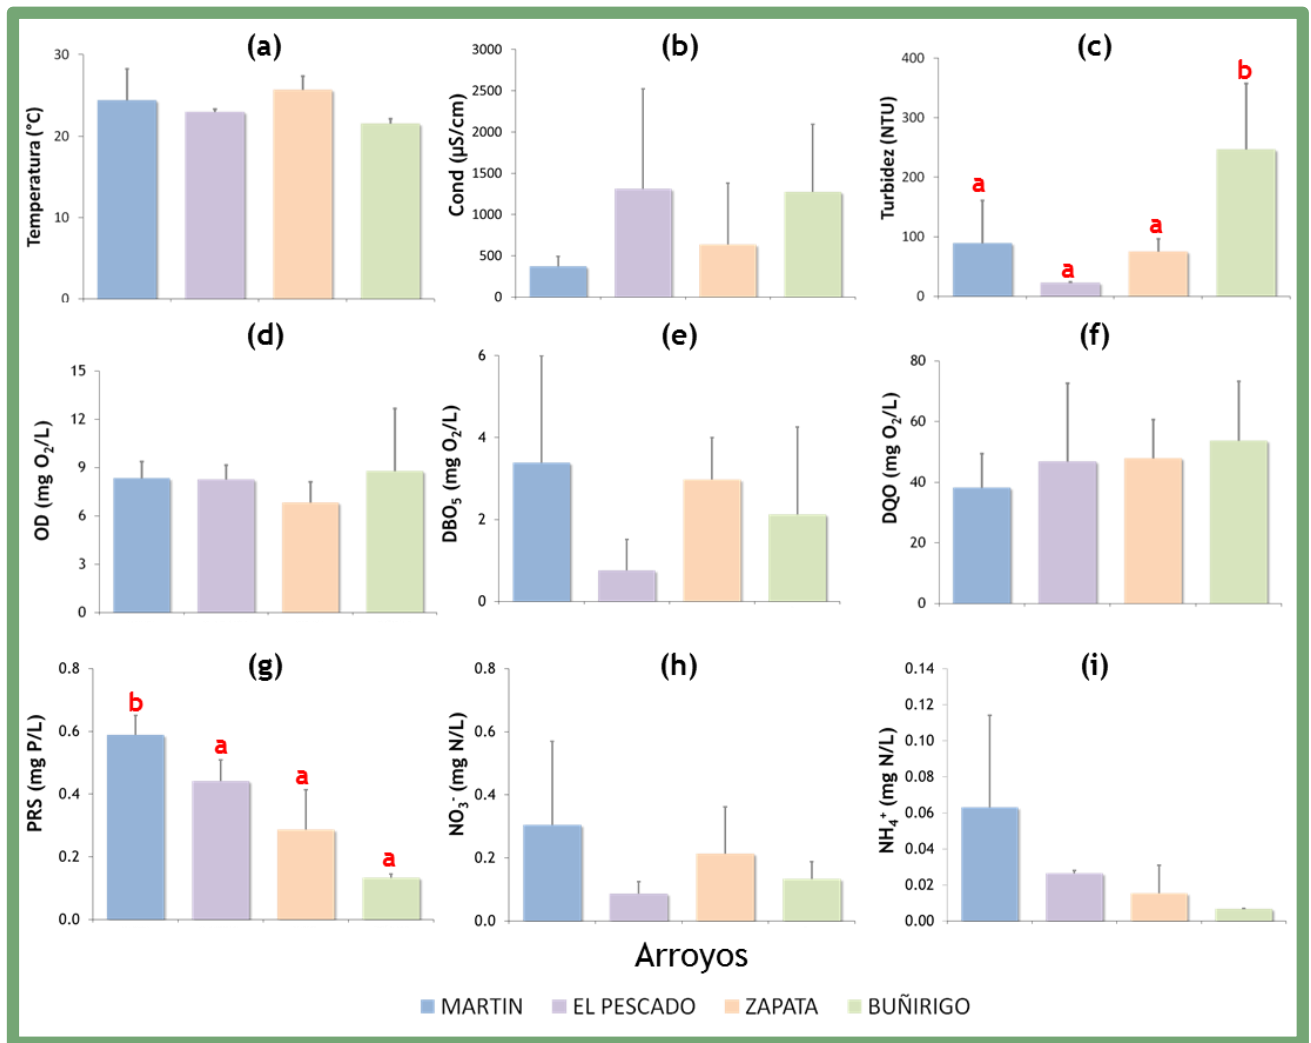 (a)
Temperatura (°C)
30
20
10
0
(b)
Cond (µS/cm)
3000
2500
2000
1500
1000
500
0
(c)
Turbidez (NTU)
400
300
200
100
0
a
a
a
b
(d)
OD (mg O₂/L)
15
12
9
6
3
0
(e)
DBO₅ (mg O₂/L)
6
4
2
0
(f)
DQO (mg O₂/L)
80
60
40
20
0
(g)
PRS (mg P/L)
0.8
0.6
0.4
0.2
0.0
b
a
a
a
(h)
NO₃⁻ (mg N/L)
0.8
0.6
0.4
0.2
0.0
(i)
NH₄⁺ (mg N/L)
0.14
0.12
0.10
0.08
0.06
0.04
0.02
0.00
Arroyos
MARTIN EL PESCADO ZAPATA BUÑIRIGO